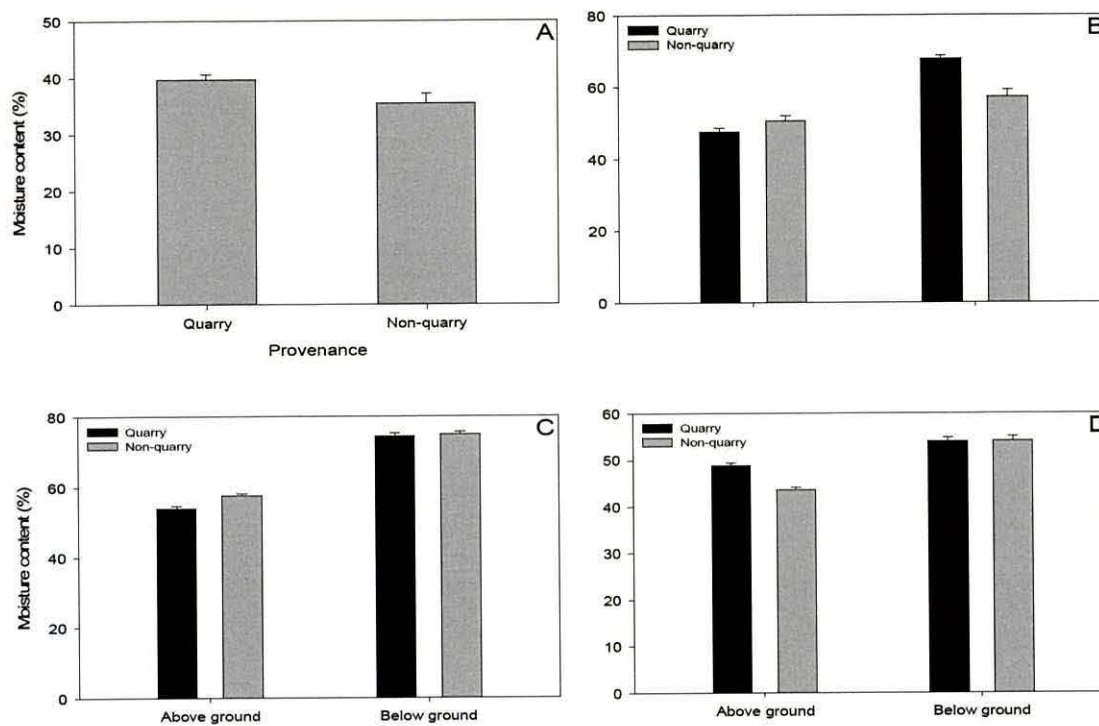 A
Moisture content (%)
50
40
30
20
10
0
Quarry Non-quarry
Provenance
B
Quarry
Non-quarry
80
60
40
20
0
C
Quarry
Non-quarry
Moisture content (%)
80
60
40
20
0
Above ground Below ground
D
Quarry
Non-quarry
60
50
40
30
20
10
0
Above ground Below ground